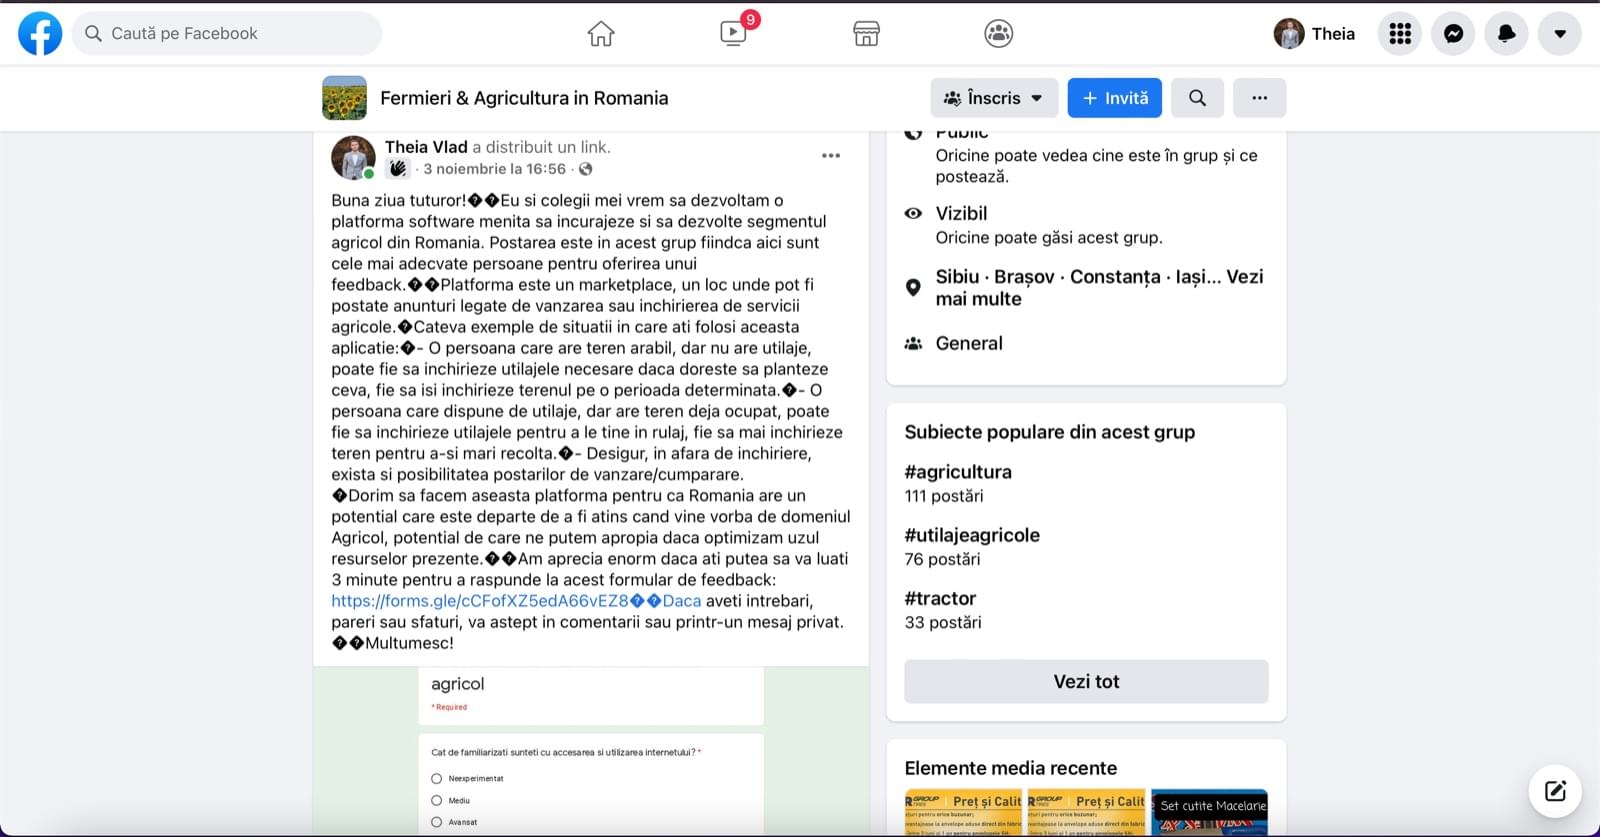 Caută pe Facebook
9
Theia
Fermieri & Agricultura in Romania
Înscris
+ Invită
Theia Vlad a distribuit un link.
· 3 noiembrie la 16:56 ·
Buna ziua tuturor!��Eu si colegii mei vrem sa dezvoltam o
platforma software menita sa incurajeze si sa dezvolte segmentul
agricol din Romania. Postarea este in acest grup fiindca aici sunt
cele mai adecvate persoane pentru oferirea unui
feedback.��Platforma este un marketplace, un loc unde pot fi
postate anunturi legate de vanzarea sau inchirierea de servicii
agricole.�Cateva exemple de situatii in care ati folosi aceasta
aplicatie:�- O persoana care are teren arabil, dar nu are utilaje,
poate fie sa inchirieze utilajele necesare daca doreste sa planteze
ceva, fie sa isi inchirieze terenul pe o perioada determinata.�- O
persoana care dispune de utilaje, dar are teren deja ocupat, poate
fie sa inchirieze utilajele pentru a le tine in rulaj, fie sa mai inchirieze
teren pentru a-si mari recolta.�- Desigur, in afara de inchiriere,
exista si posibilitatea postarilor de vanzare/cumparare.
�Dorim sa facem aseasta platforma pentru ca Romania are un
potential care este departe de a fi atins cand vine vorba de domeniul
Agricol, potential de care ne putem apropia daca optimizam uzul
resurselor prezente.��Am aprecia enorm daca ati putea sa va luati
3 minute pentru a raspunde la acest formular de feedback:
https://forms.gle/cCFofXZ5edA66vEZ8��Daca aveti intrebari,
pareri sau sfaturi, va astept in comentarii sau printr-un mesaj privat.
��Multumesc!
agricol
* Required
Cat de familiarizati sunteti cu accesarea si utilizarea internetului? *
Neexperimentat
Mediu
Avansat
Public
Oricine poate vedea cine este în grup și ce
postează.
Vizibil
Oricine poate găsi acest grup.
Sibiu · Brașov · Constanța · Iași... Vezi
mai multe
General
Subiecte populare din acest grup
#agricultura
111 postări
#utilajeagricole
76 postări
#tractor
33 postări
Vezi tot
Elemente media recente
GROUP Preț și Calit
GROUP Preț și Calit
Set cutite Macelarie